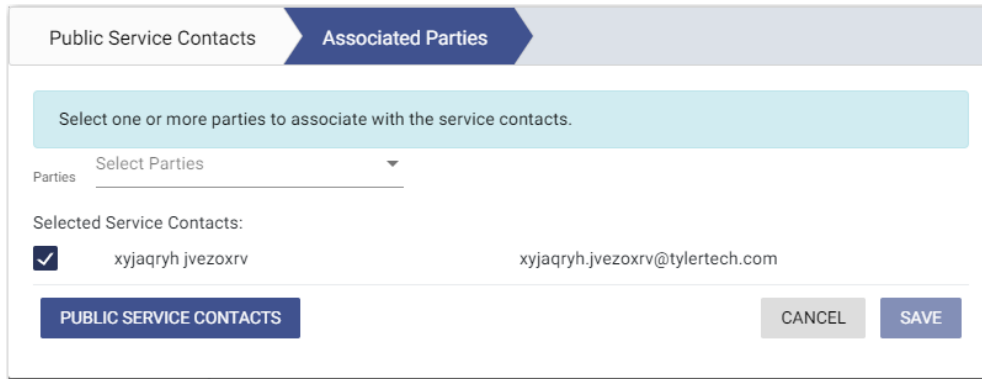 Public Service Contacts
Associated Parties
Select one or more parties to associate with the service contacts.
Parties
Select Parties
Selected Service Contacts:
xyjaqryh jvezoxrv xyjaqryh.jvezoxrv@tylertech.com
PUBLIC SERVICE CONTACTS
CANCEL
SAVE